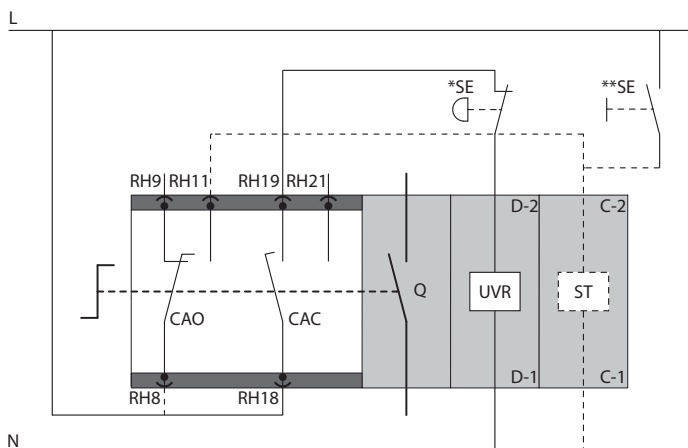 L
*SE
**SE
RH9
RH11
RH19
RH21
D-2
C-2
Q
UVR
ST
CAO
CAC
D-1
C-1
RH8
RH18
N